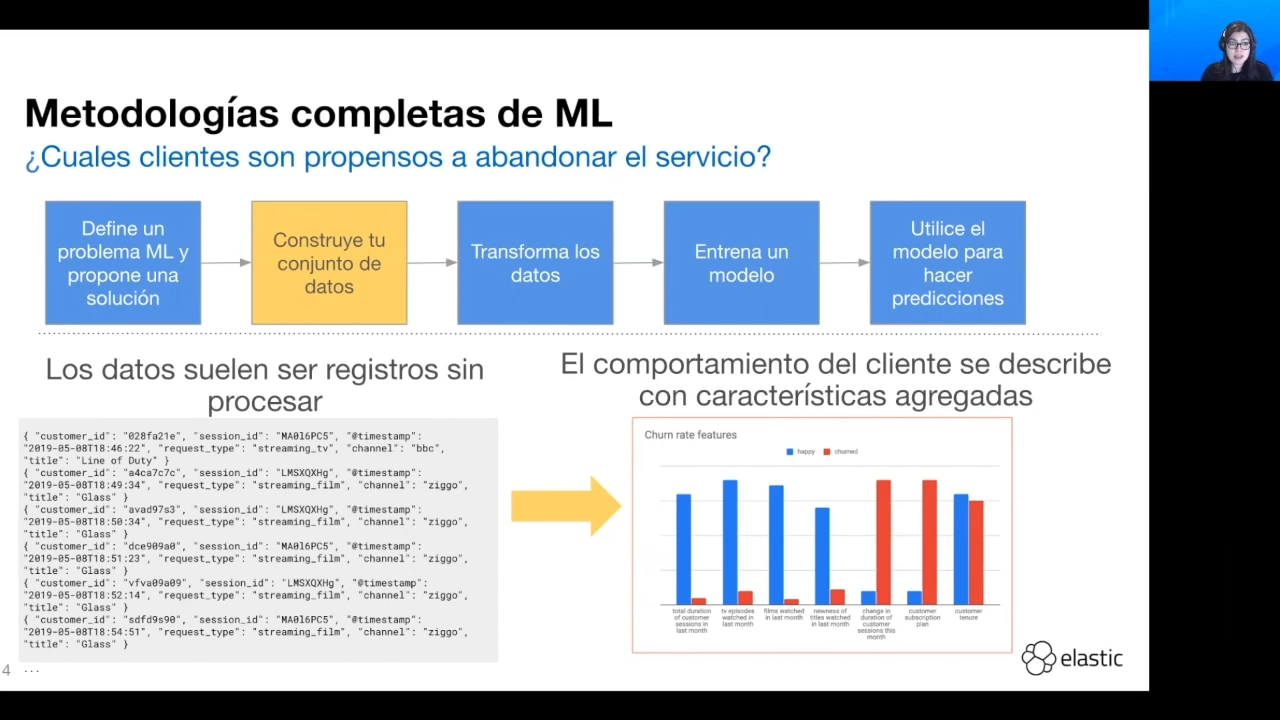 Metodologías completas de ML
¿Cuales clientes son propensos a abandonar el servicio?
Define un
problema ML y
propone una
solución
Construye tu
conjunto de
datos
Transforma los
datos
Entrena un
modelo
Utilice el
modelo para
hacer
predicciones
Los datos suelen ser registros sin
procesar
El comportamiento del cliente se describe
con características agregadas
{ "customer_id": "028fa21e", "session_id": "MA0l6PC5", "@timestamp":
"2019-05-08T18:46:22", "request_type": "streaming_tv", "channel": "bbc",
"title": "Line of Duty" }
{ "customer_id": "a4ca7c7c", "session_id": "LMSXQXHg", "@timestamp":
"2019-05-08T18:49:34", "request_type": "streaming_film", "channel": "ziggo",
"title": "Glass" }
{ "customer_id": "avad97s3", "session_id": "LMSXQXHg", "@timestamp":
"2019-05-08T18:50:34", "request_type": "streaming_film", "channel": "ziggo",
"title": "Glass" }
{ "customer_id": "dce909a0", "session_id": "MA0l6PC5", "@timestamp":
"2019-05-08T18:51:23", "request_type": "streaming_film", "channel": "ziggo",
"title": "Glass" }
{ "customer_id": "vfva09a09", "session_id": "LMSXQXHg", "@timestamp":
"2019-05-08T18:52:14", "request_type": "streaming_film", "channel": "ziggo",
"title": "Glass" }
{ "customer_id": "sdfd9s90", "session_id": "MA0l6PC5", "@timestamp":
"2019-05-08T18:54:51", "request_type": "streaming_film", "channel": "ziggo",
"title": "Glass" }
...
Churn rate features
happy churned
total duration
of customer
sessions in
last month
tv episodes
watched in
last month
films watched
in last month
newness of
titles watched
in last month
change in
duration of
customer
sessions this
month
customer
subscription
plan
customer
tenure
4
elastic